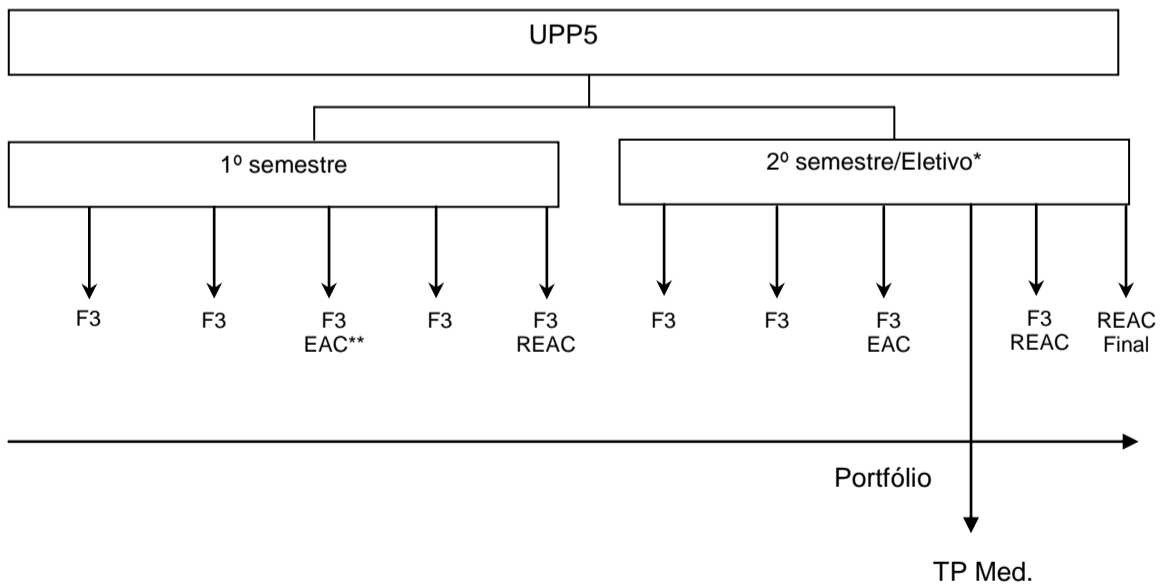 UPP5
1º semestre
2º semestre/Eletivo*
F3
F3
F3
EAC**
F3
F3
REAC
F3
F3
F3
EAC
F3
REAC
REAC
Final
Portfólio
TP Med.